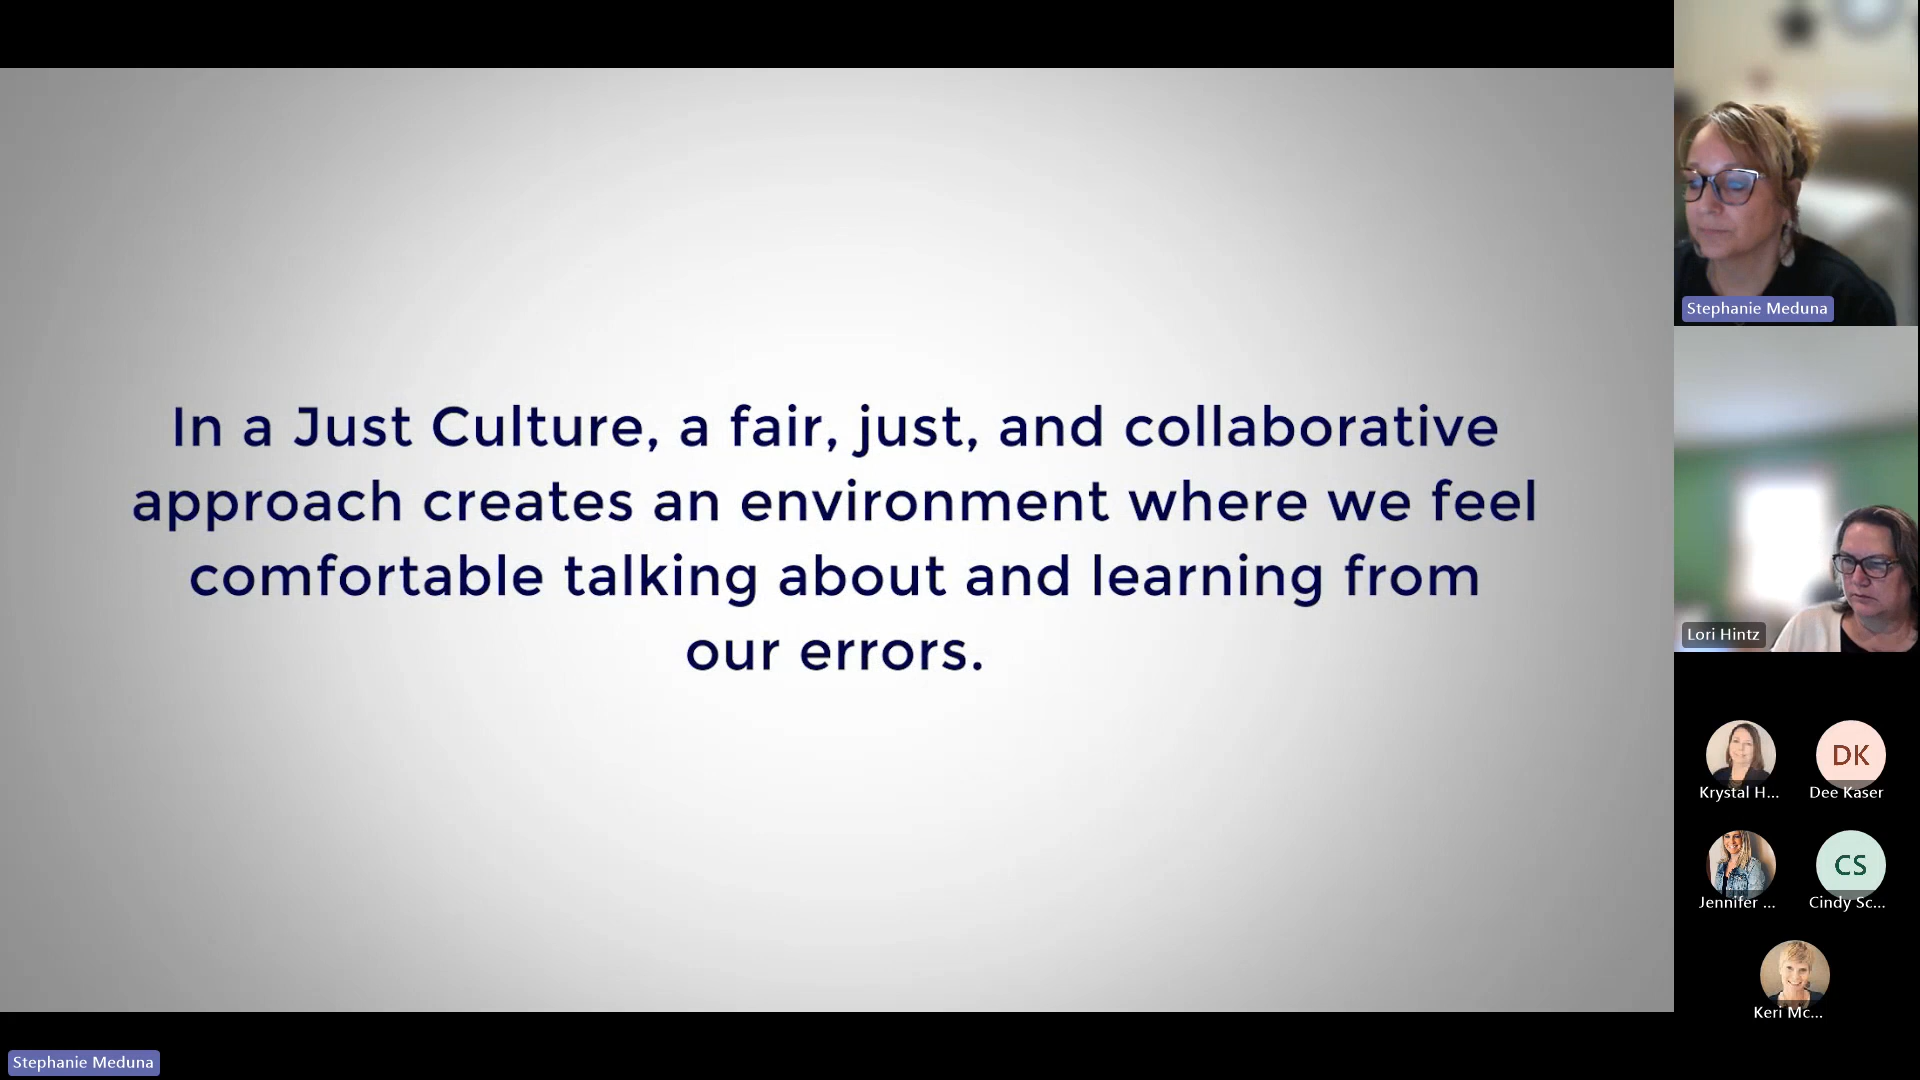 In a Just Culture, a fair, just, and collaborative
approach creates an environment where we feel
comfortable talking about and learning from
our errors.
Stephanie Meduna
Lori Hintz
DK
Krystal H...
Dee Kaser
CS
Jennifer ...
Cindy Sc...
Keri Mc...
Stephanie Meduna